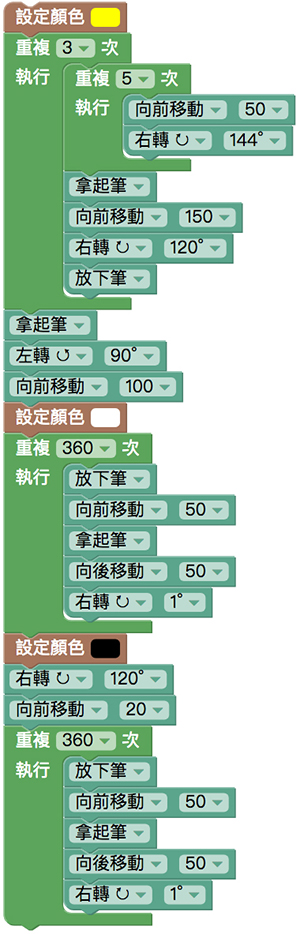 設定顏色
重複 3 次
執行 重複 5 次
執行 向前移動 50
右轉 ↻ 144°
拿起筆
向前移動 150
右轉 ↻ 120°
放下筆
拿起筆
左轉 ↺ 90°
向前移動 100
設定顏色
重複 360 次
執行 放下筆
向前移動 50
拿起筆
向後移動 50
右轉 ↻ 1°
設定顏色
右轉 ↻ 120°
向前移動 20
重複 360 次
執行 放下筆
向前移動 50
拿起筆
向後移動 50
右轉 ↻ 1°